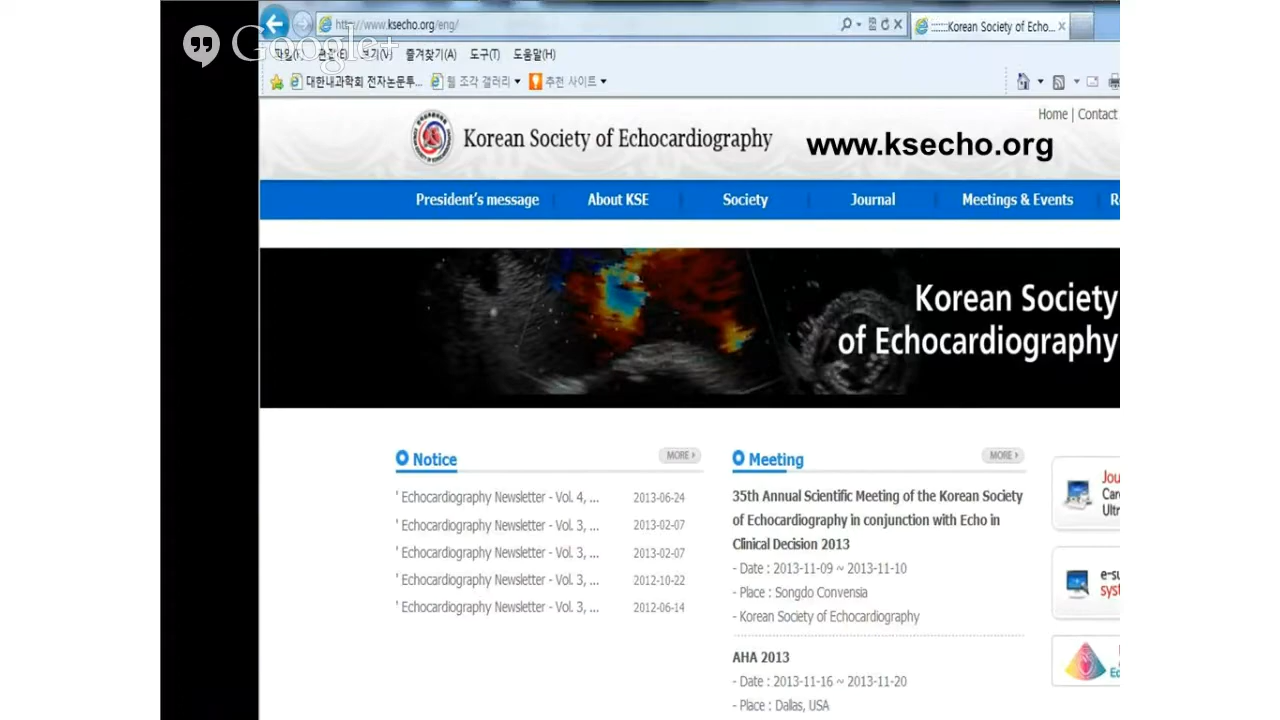 Google+
http://www.ksecho.org/eng/
:::::::Korean Society of Echo...
즐겨찾기(A) 도구(T) 도움말(H)
대한내과학회 전자논문투... 웹 조각 갤러리 추천 사이트
Home | Contact
Korean Society of Echocardiography
www.ksecho.org
President's message About KSE Society Journal Meetings & Events
Korean Society
of Echocardiography
Notice MORE
' Echocardiography Newsletter - Vol. 4, ... 2013-06-24
' Echocardiography Newsletter - Vol. 3, ... 2013-02-07
' Echocardiography Newsletter - Vol. 3, ... 2013-02-07
' Echocardiography Newsletter - Vol. 3, ... 2012-10-22
' Echocardiography Newsletter - Vol. 3, ... 2012-06-14
Meeting MORE
35th Annual Scientific Meeting of the Korean Society
of Echocardiography in conjunction with Echo in
Clinical Decision 2013
- Date : 2013-11-09 ~ 2013-11-10
- Place : Songdo Convensia
- Korean Society of Echocardiography
AHA 2013
- Date : 2013-11-16 ~ 2013-11-20
- Place : Dallas, USA